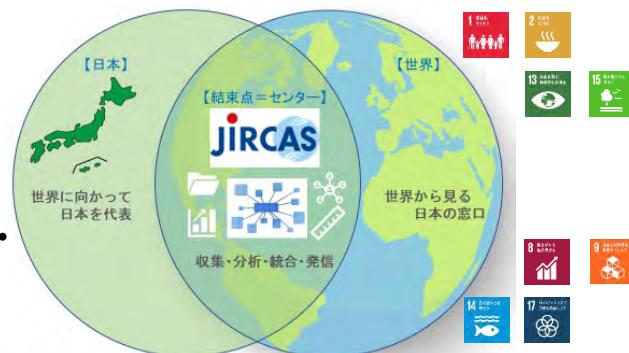 【日本】
【世界】
【結束点=センター】
JIRCAS
世界に向かって
日本を代表
世界から見る
日本の窓口
収集・分析・統合・発信
1
2
13
15
8
9
14
17